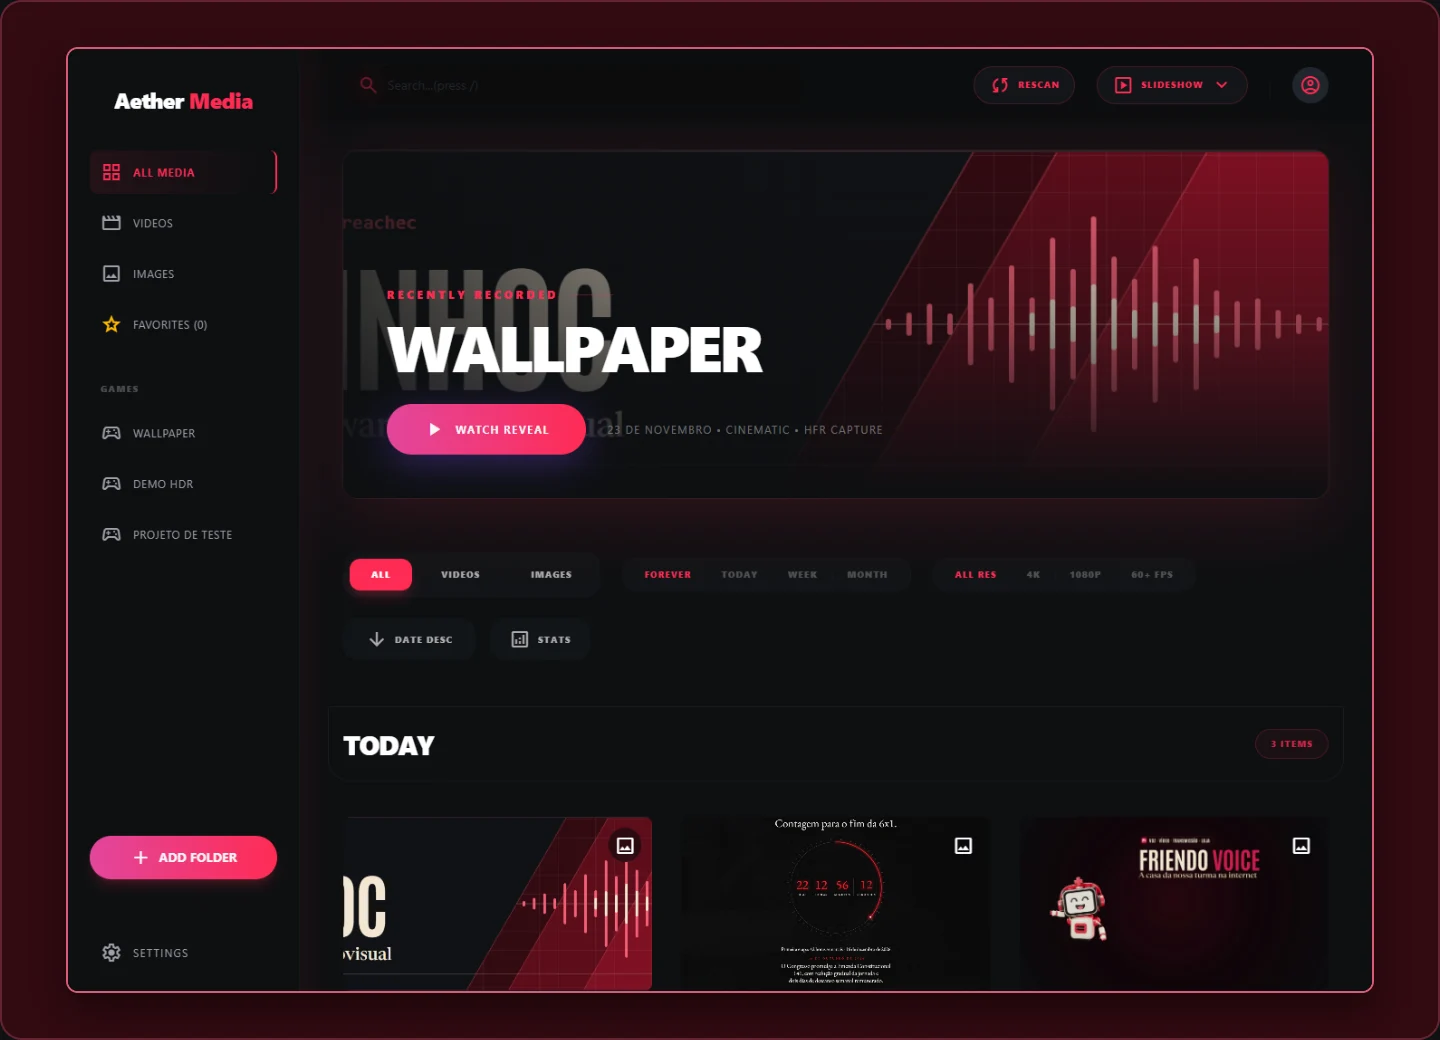 Aether Media
Search...(press /)
RESCAN
SLIDESHOW
ALL MEDIA
VIDEOS
IMAGES
FAVORITES (0)
GAMES
WALLPAPER
DEMO HDR
PROJETO DE TESTE
ADD FOLDER
SETTINGS
reachec
INHOC
RECENTLY RECORDED
WALLPAPER
WATCH REVEAL
23 DE NOVEMBRO • CINEMATIC • HFR CAPTURE
ALL
VIDEOS
IMAGES
FOREVER
TODAY
WEEK
MONTH
ALL RES
4K
1080P
60+ FPS
DATE DESC
STATS
TODAY
3 ITEMS
OC
ovisual
Contagem para o fim da 6x1.
22 12 56 12
FRIENDO VOICE
A casa da nossa turma na internet